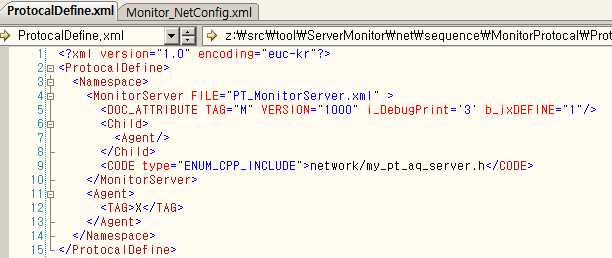 ProtocalDefine.xml Monitor_NetConfig.xml
ProtocalDefine.xml z:₩src₩tool₩ServerMonitor₩net₩sequence₩MonitorProtocal₩Prot
1 <?xml version="1.0" encoding="euc-kr"?>
2 <ProtocalDefine>
3 <Namespace>
4 <MonitorServer FILE="PT_MonitorServer.xml" >
5 <DOC_ATTRIBUTE TAG="M" VERSION="1000" i_DebugPrint='3' b_jxDEFINE="1"/>
6 <Child>
7 <Agent/>
8 </Child>
9 <CODE type="ENUM_CPP_INCLUDE">network/my_pt_aq_server.h</CODE>
10 </MonitorServer>
11 <Agent>
12 <TAG>X</TAG>
13 </Agent>
14 </Namespace>
15 </ProtocalDefine>